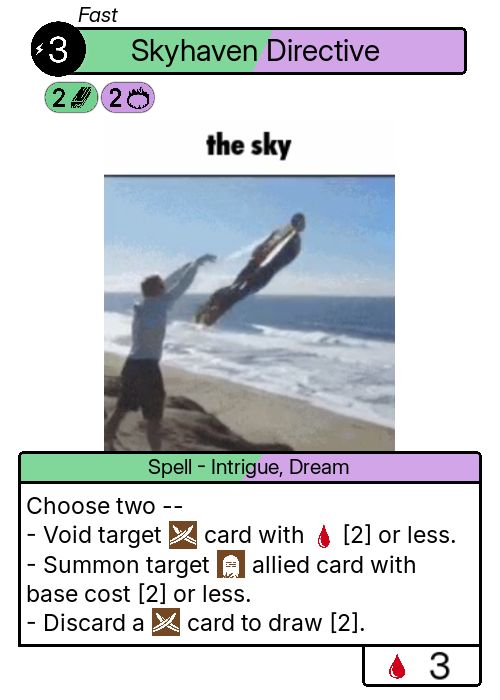 Fast
3 Skyhaven Directive
2 2
the sky
Spell - Intrigue, Dream
Choose two --
- Void target card with [2] or less.
- Summon target allied card with
base cost [2] or less.
- Discard a card to draw [2].
3